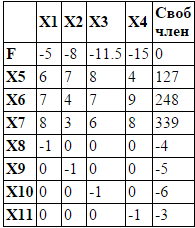 X1 X2 X3 X4 Своб член
F -5 -8 -11.5 -15 0
X5 6 7 8 4 127
X6 7 4 7 9 248
X7 8 3 6 8 339
X8 -1 0 0 0 -4
X9 0 -1 0 0 -5
X10 0 0 -1 0 -6
X11 0 0 0 -1 -3